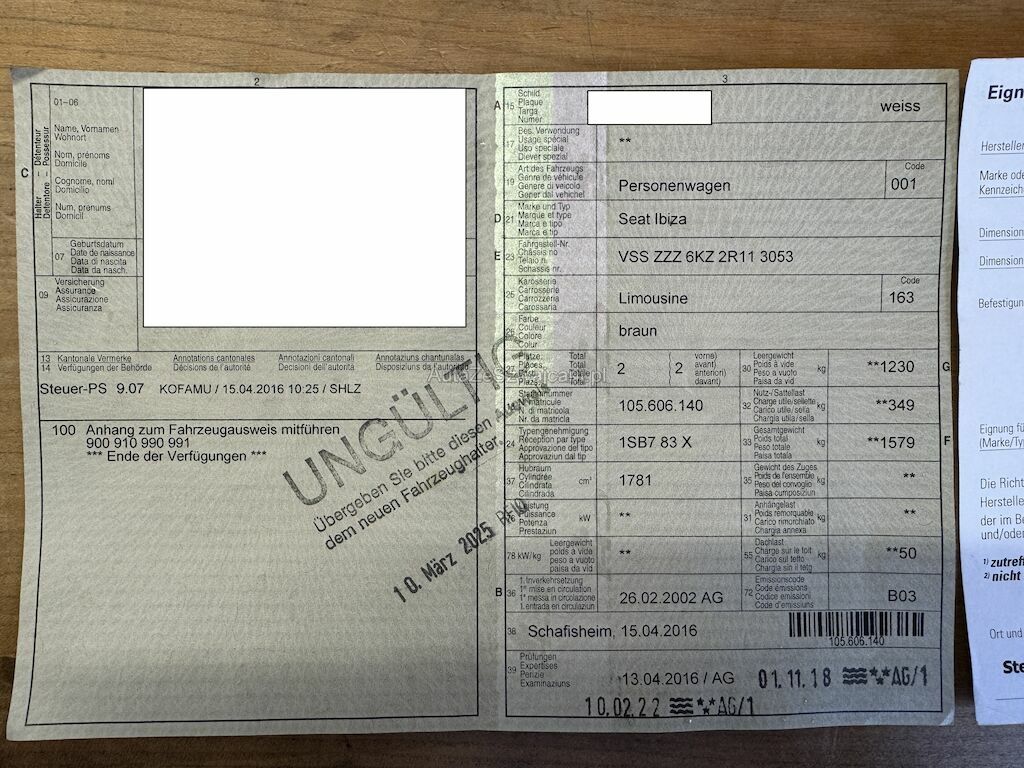 2
3
C
Halter – Détenteur
Detentore – Possessur
01–06
Name, Vornamen
Wohnort
Nom, prénoms
Domicile
Cognome, nomi
Domicilio
Num, prenums
Domicil
07
Geburtsdatum
Date de naissance
Data di nascita
Data da nasch.
09
Versicherung
Assurance
Assicurazione
Assicuranza
13
14
Kantonale Vermerke
Verfügungen der Behörde
Annotations cantonales
Décisions de l'autorité
Annotazioni cantonali
Decisioni dell'autorità
Annotaziuns chantunalas
Disposiziuns da l'autoritad
Steuer-PS 9.07 KOFAMU / 15.04.2016 10:25 / SHLZ
100 Anhang zum Fahrzeugausweis mitführen
900 910 990 991
*** Ende der Verfügungen ***
UNGÜLTIG
Übergeben Sie bitte diesen Ausweis
dem neuen Fahrzeughalter.
10. März 2025
A
15
Schild
Plaque
Targa
Numer
weiss
17
Bes. Verwendung
Usage spécial
Uso speciale
Diever spezial
**
19
Art des Fahrzeugs
Genre de véhicule
Genere di veicolo
Gener dal vehichel
Personenwagen
Code
001
D
21
Marke und Typ
Marque et type
Marca e tipo
Marca e tip
Seat Ibiza
E
23
Fahrgestell-Nr.
Châssis no
Telaio n.
Schassis nr.
VSS ZZZ 6KZ 2R11 3053
25
Karosserie
Carrosserie
Carrozzeria
Carossaria
Limousine
Code
163
26
Farbe
Couleur
Colore
Colur
braun
27
Plätze:
Places:
Posti:
Plazs:
Total
Total
Total
Total
2
(2
vorne)
avant)
anteriori)
davant)
30
Leergewicht
Poids à vide
Peso a vuoto
Paisa da vid
kg
**1230
G
Stammnummer
No matricule
N. di matricola
Nr. da matricla
105.606.140
32
Nutz-/Sattellast
Charge utile/sellette
Carico utile/sella
Chargia utila/sella
kg
**349
24
Typengenehmigung
Réception par type
Approvazione del tipo
Approvaziun dal tip
1SB7 83 X
33
Gesamtgewicht
Poids total
Peso totale
Paisa totala
kg
**1579
F
37
Hubraum
Cylindrée
Cilindrata
Cilindrada
cm³
1781
35
Gewicht des Zuges
Poids de l'ensemble
Peso del convoglio
Paisa cumposiziun
kg
**
Leistung
Puissance
Potenza
Prestaziun
kW
**
31
Anhängelast
Poids remorquable
Carico rimorchiato
Chargia annexa
kg
**
78 kW/kg
Leergewicht
poids à vide
peso a vuoto
paisa da vid
**
55
Dachlast
Charge sur le toit
Carico sul tetto
Chargia sin il tetg
kg
**50
B
36
1. Inverkehrsetzung
1re mise en circulation
1a messa in circolazione
1. entrada en circulaziun
26.02.2002 AG
72
Emissionscode
Code émissions
Codice emissioni
Code d'emissiuns
B03
38
Schafisheim, 15.04.2016
105.606.140
39
Prüfungen
Expertises
Perizie
Examinaziuns
13.04.2016 / AG
01.11.18
AG/1
10.02.22
AG/1
Eign
Hersteller
Marke ode
Kennzeiche
Dimension
Dimension
Befestigun
Eignung fü
(Marke/Ty
Die Richt
Hersteller
der im Be
und/oder
1) zutreff
2) nicht
Ort und
Ste